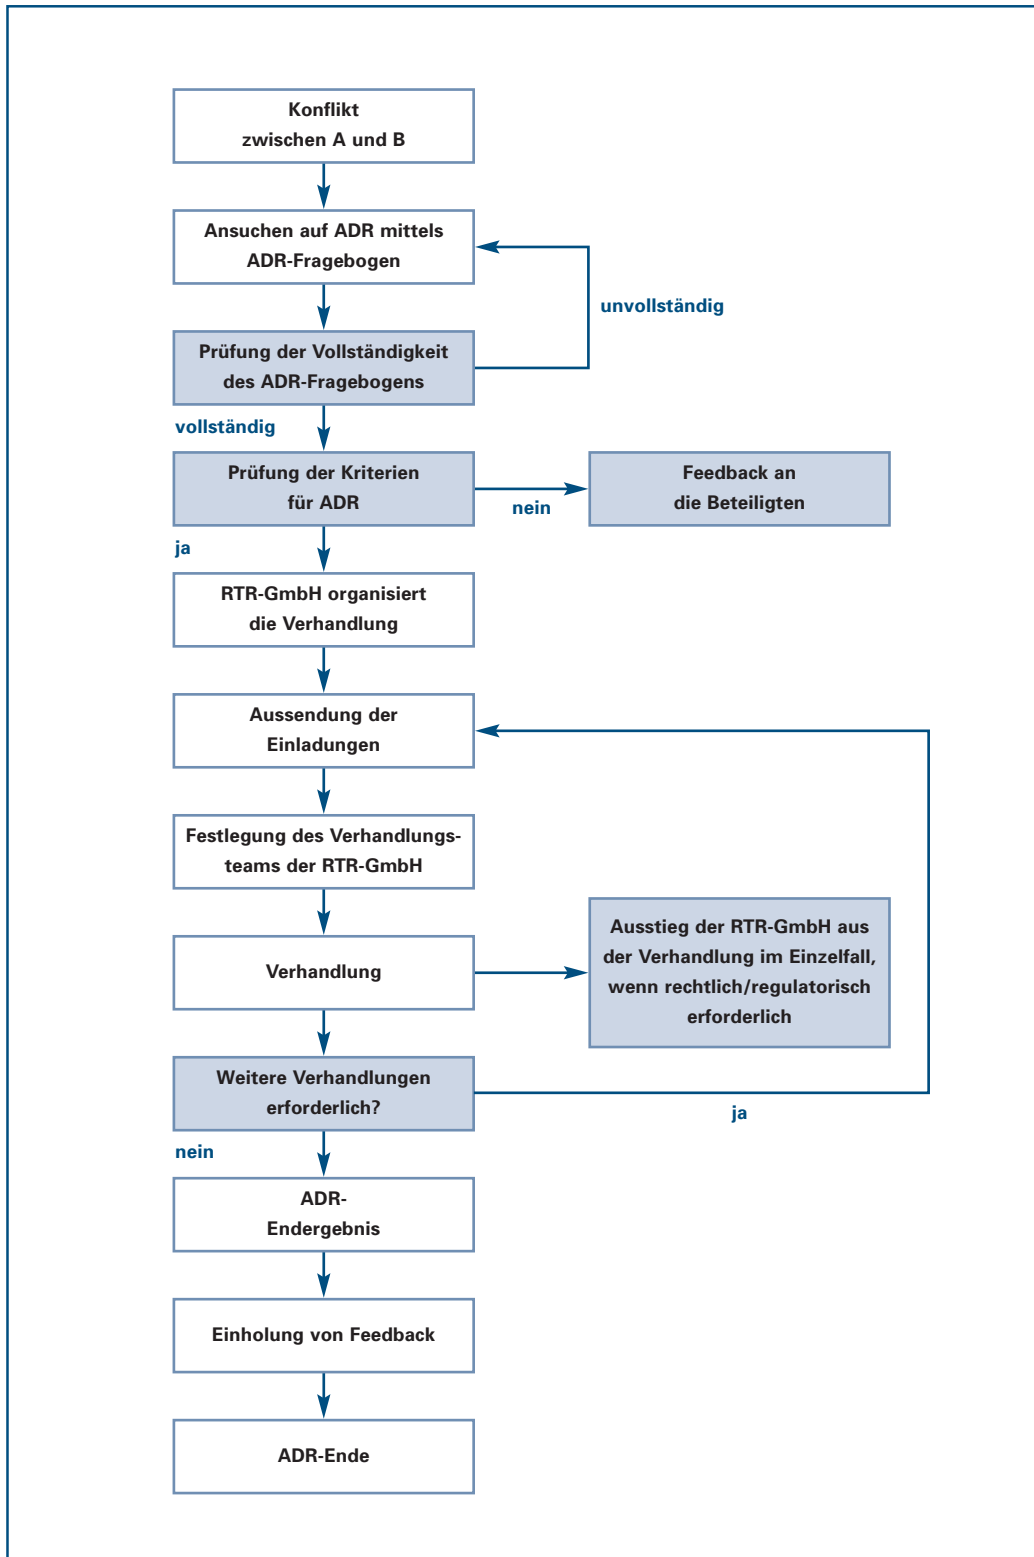 Konflikt
zwischen A und B
Ansuchen auf ADR mittels
ADR-Fragebogen
unvollständig
Prüfung der Vollständigkeit
des ADR-Fragebogens
vollständig
Prüfung der Kriterien
für ADR
nein
Feedback an
die Beteiligten
ja
RTR-GmbH organisiert
die Verhandlung
Aussendung der
Einladungen
Festlegung des Verhandlungs-
teams der RTR-GmbH
Verhandlung
Ausstieg der RTR-GmbH aus
der Verhandlung im Einzelfall,
wenn rechtlich/regulatorisch
erforderlich
Weitere Verhandlungen
erforderlich?
ja
nein
ADR-
Endergebnis
Einholung von Feedback
ADR-Ende